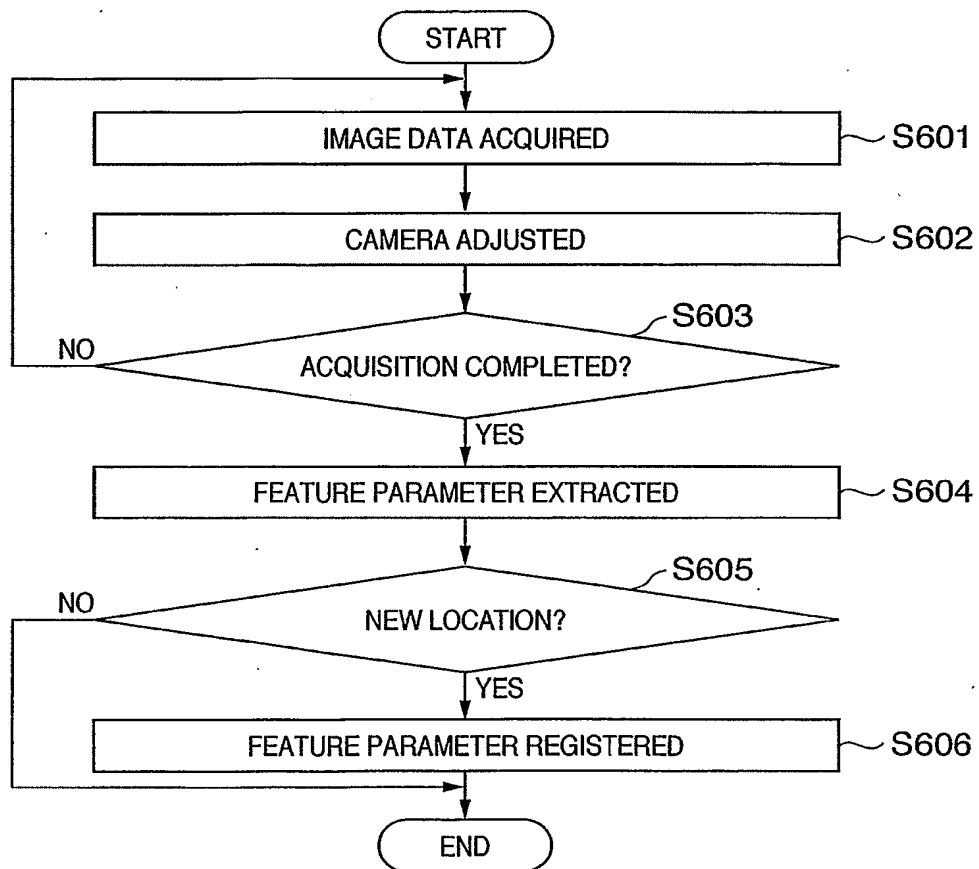 START
IMAGE DATA ACQUIRED
S601
CAMERA ADJUSTED
S602
S603
NO
ACQUISITION COMPLETED?
YES
FEATURE PARAMETER EXTRACTED
S604
S605
NO
NEW LOCATION?
YES
FEATURE PARAMETER REGISTERED
S606
END